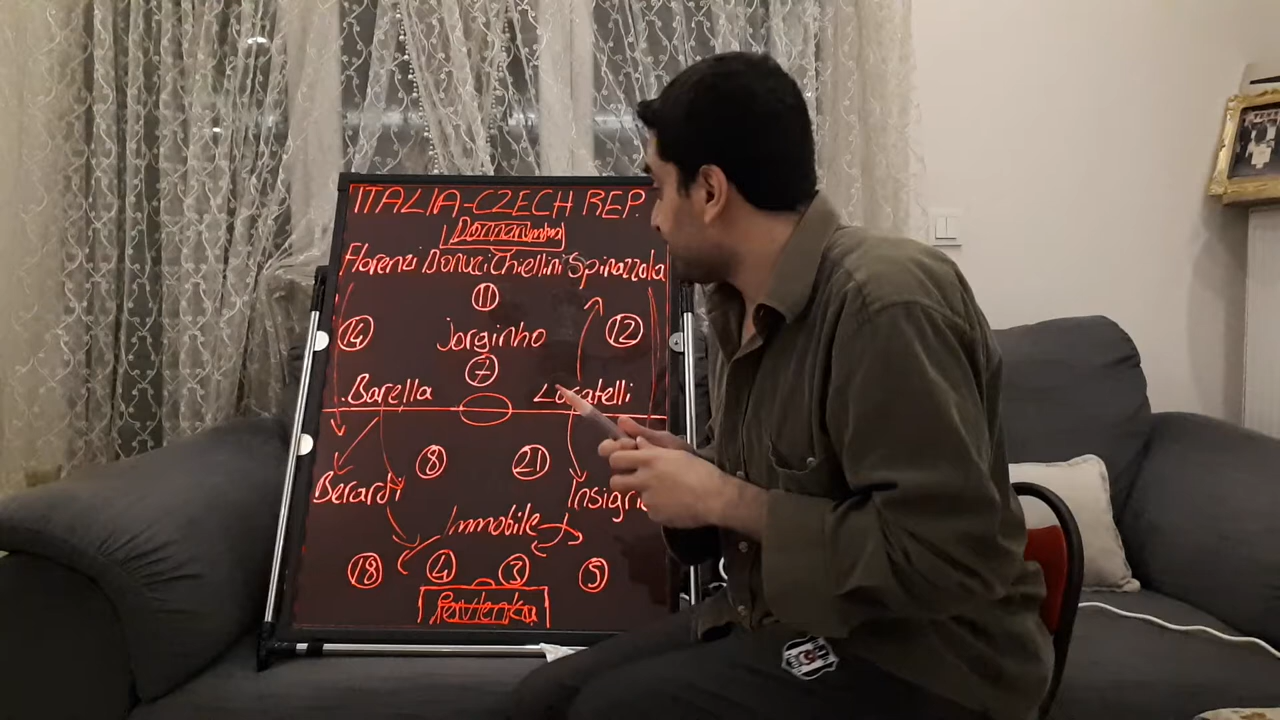 ITALIA-CZECH REP.
Donnarumma
Florenzi Bonucci Chiellini Spinazzola
11
14
12
Jorginho
7
Barella Locatelli
8 21
Berardi
Insigne
Immobile
18 4 3 5
Pavlenka